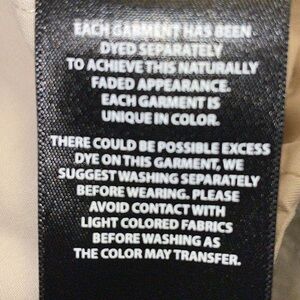 EACH GARMENT HAS BEEN
DYED SEPARATELY
TO ACHIEVE THIS NATURALLY
FADED APPEARANCE.
EACH GARMENT IS
UNIQUE IN COLOR.
THERE COULD BE POSSIBLE EXCESS
DYE ON THIS GARMENT, WE
SUGGEST WASHING SEPARATELY
BEFORE WEARING. PLEASE
AVOID CONTACT WITH
LIGHT COLORED FABRICS
BEFORE WASHING AS
THE COLOR MAY TRANSFER.